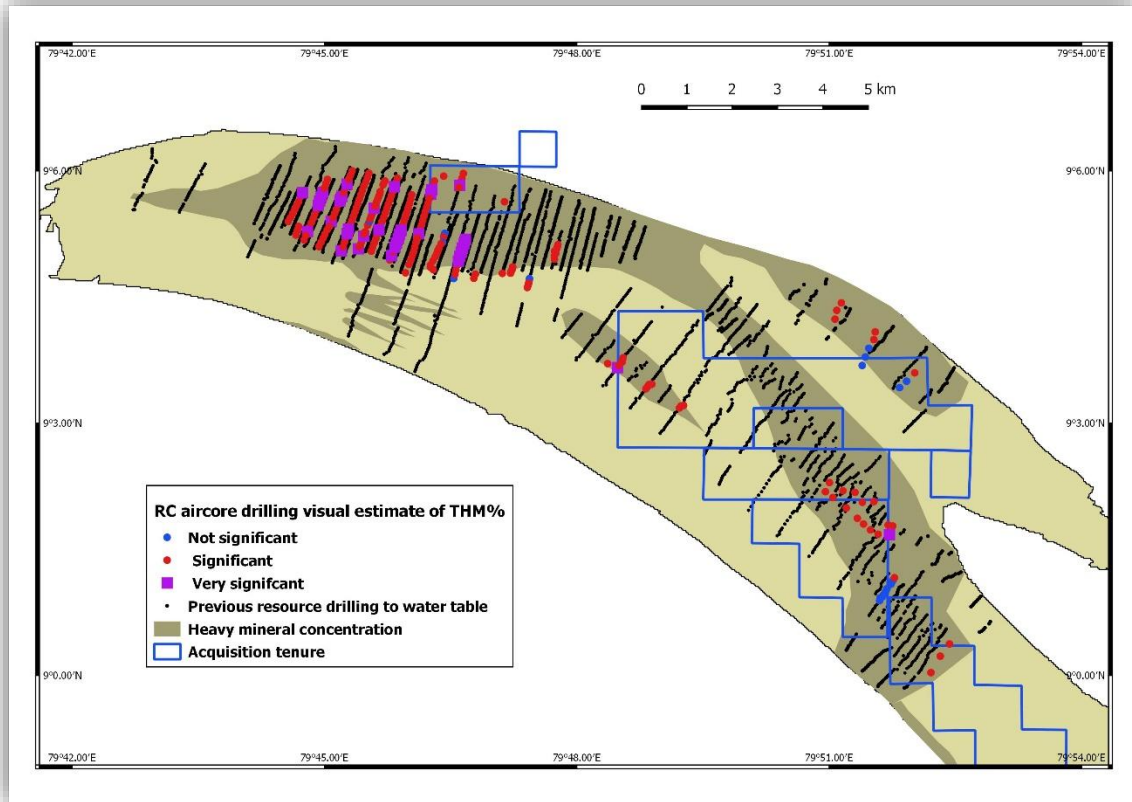 79°42.00'E 79°45.00'E 79°48.00'E 79°51.00'E 79°54.00'E
0 1 2 3 4 5 km
9°6.00'N 9°6.00'N
9°3.00'N 9°3.00'N
RC aircore drilling visual estimate of THM%
Not significant
Significant
Very signifcant
Previous resource drilling to water table
Heavy mineral concentration
Acquisition tenure
9°0.00'N 9°0.00'N
79°42.00'E 79°45.00'E 79°48.00'E 79°51.00'E 79°54.00'E